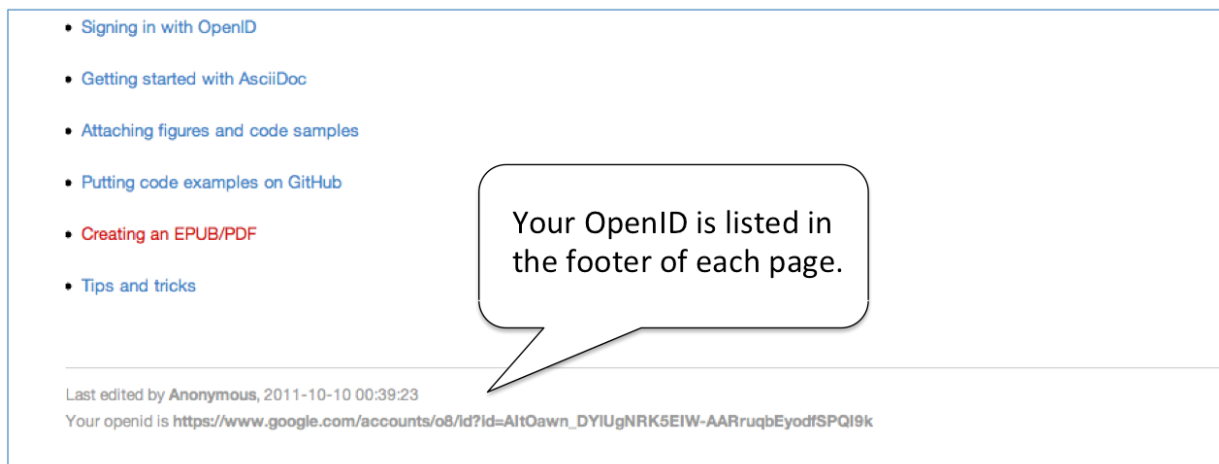 Signing in with OpenID
Getting started with AsciiDoc
Attaching figures and code samples
Putting code examples on GitHub
Creating an EPUB/PDF
Tips and tricks
Your OpenID is listed in
the footer of each page.
Last edited by Anonymous, 2011-10-10 00:39:23
Your openid is https://www.google.com/accounts/o8/id?id=AItOawn_DYlUgNRK5EIW-AARruqbEyodfSPQI9k